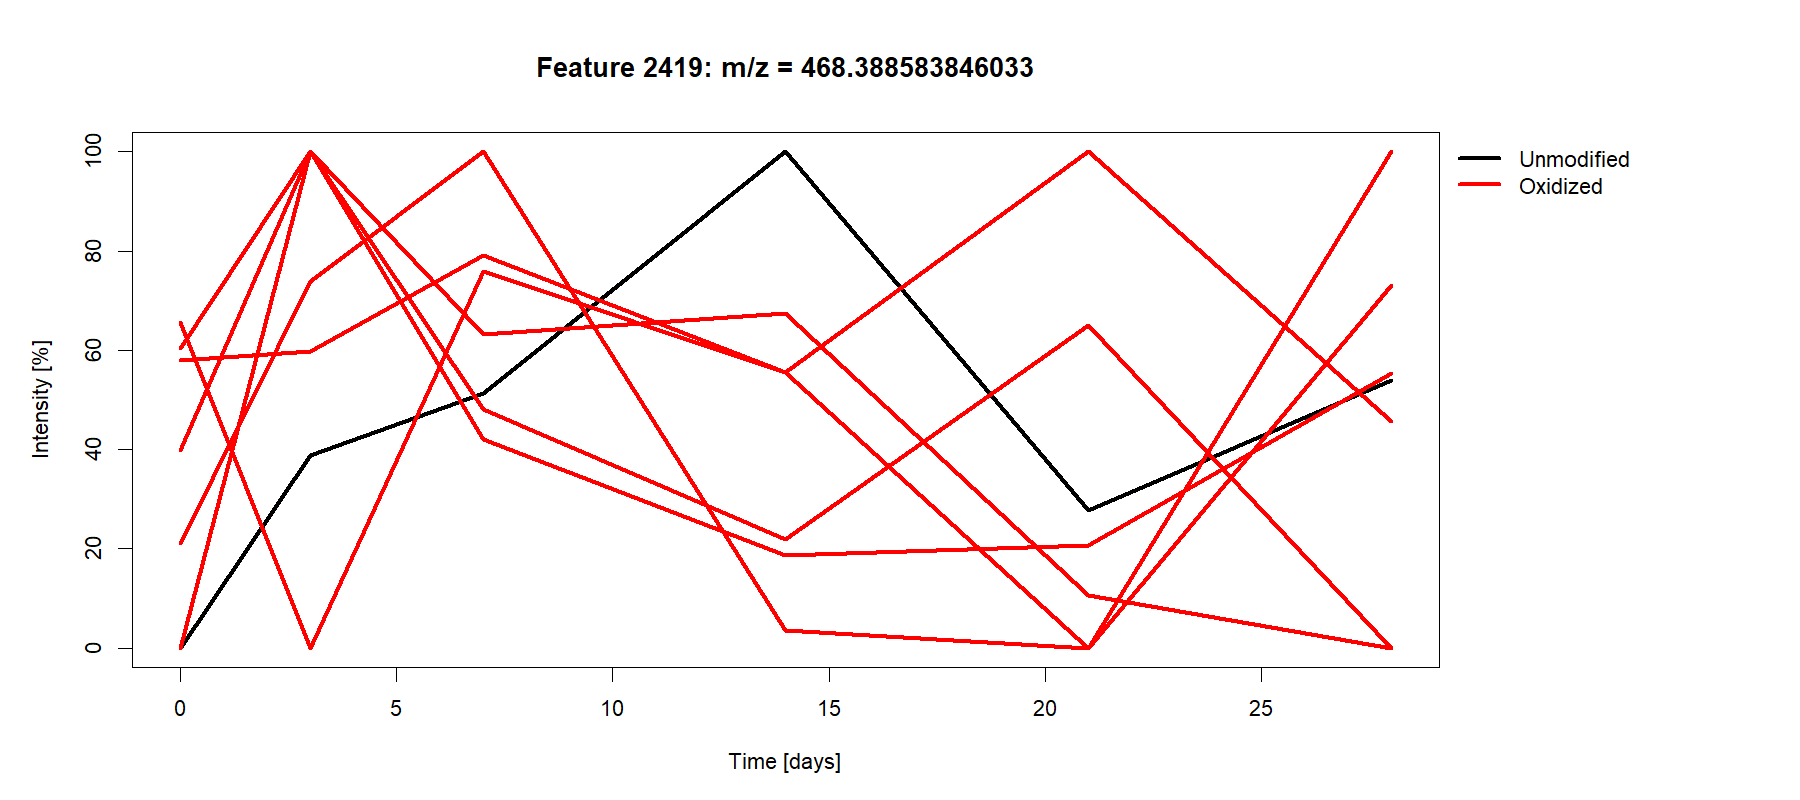 Feature 2419: m/z = 468.388583846033
Unmodified
Oxidized
Intensity [%]
100
80
60
40
20
0
0 5 10 15 20 25
Time [days]